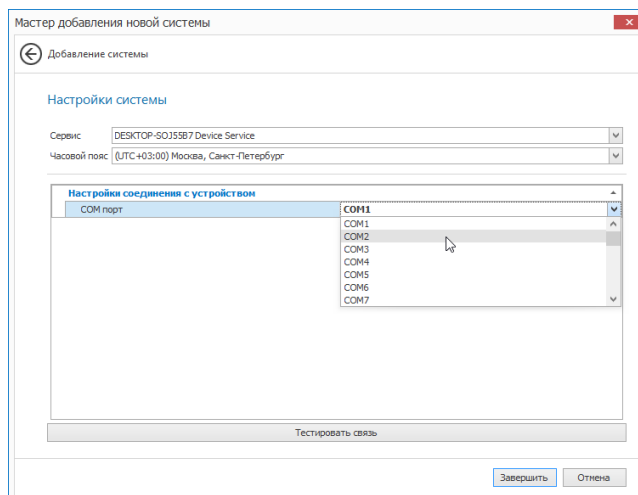 Мастер добавления новой системы
Добавление системы
Настройки системы
Сервис DESKTOP-SOJ55B7 Device Service
Часовой пояс (UTC+03:00) Москва, Санкт-Петербург
Настройки соединения с устройством
COM порт COM1
COM1
COM2
COM3
COM4
COM5
COM6
COM7
Тестировать связь
Завершить Отмена